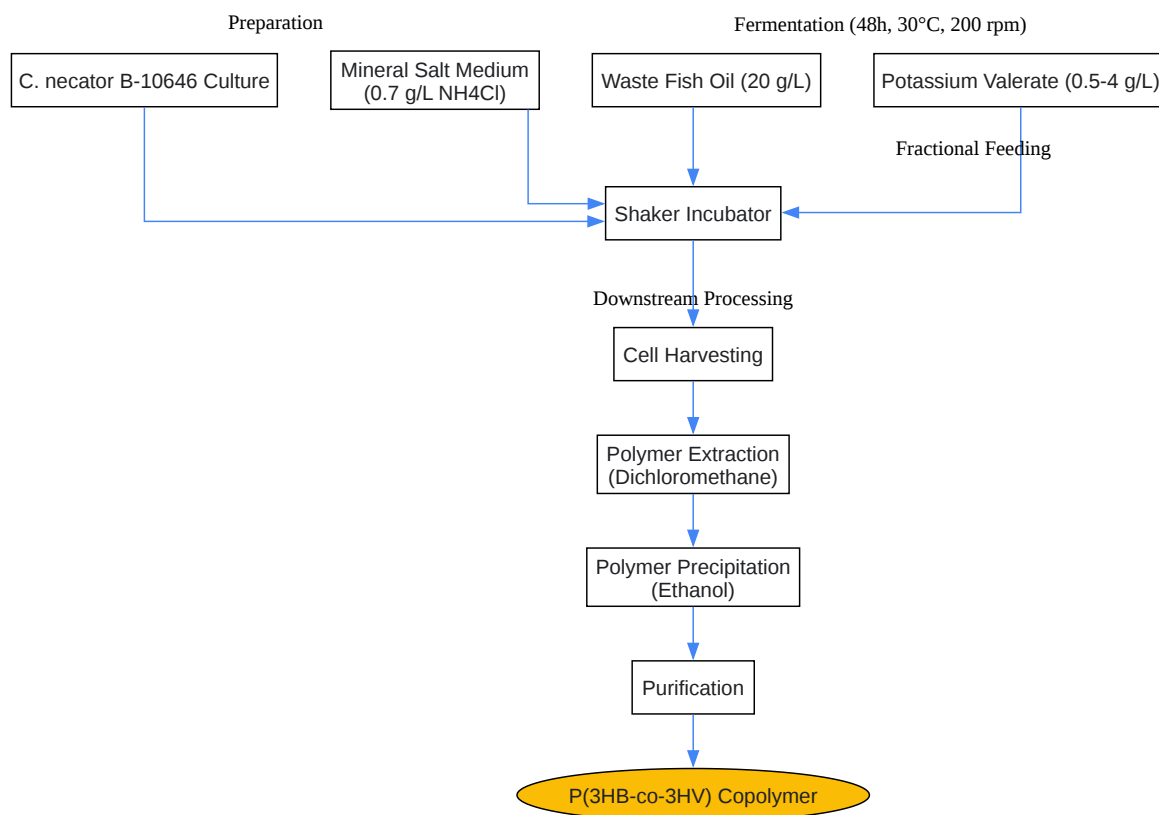 Preparation
Fermentation (48h, 30°C, 200 rpm)
C. necator B-10646 Culture
Mineral Salt Medium
(0.7 g/L NH4Cl)
Waste Fish Oil (20 g/L)
Potassium Valerate (0.5-4 g/L)
Fractional Feeding
Shaker Incubator
Downstream Processing
Cell Harvesting
Polymer Extraction
(Dichloromethane)
Polymer Precipitation
(Ethanol)
Purification
P(3HB-co-3HV) Copolymer